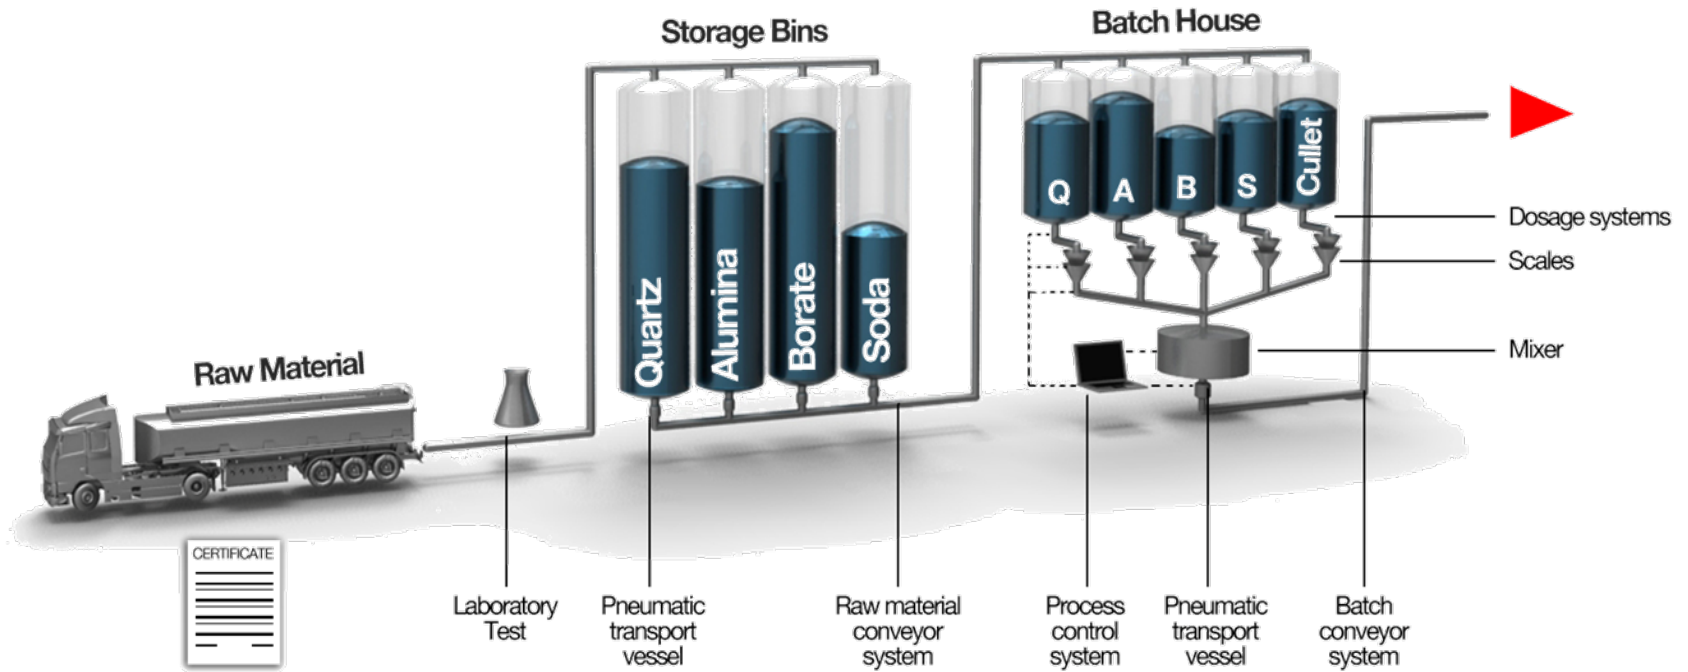 Storage Bins
Batch House
Raw Material
Quartz
Alumina
Borate
Soda
Q
A
B
S
Cullet
Dosage systems
Scales
Mixer
CERTIFICATE
Laboratory
Test
Pneumatic
transport
vessel
Raw material
conveyor
system
Process
control
system
Pneumatic
transport
vessel
Batch
conveyor
system